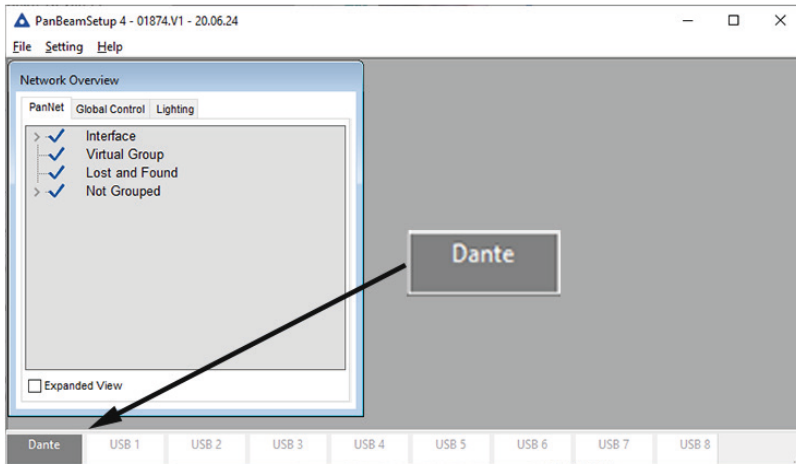 PanBeamSetup 4 - 01874.V1 - 20.06.24
File Setting Help
Network Overview
PanNet Global Control Lighting
Interface
Virtual Group
Lost and Found
Not Grouped
Dante
Expanded View
Dante USB 1 USB 2 USB 3 USB 4 USB 5 USB 6 USB 7 USB 8